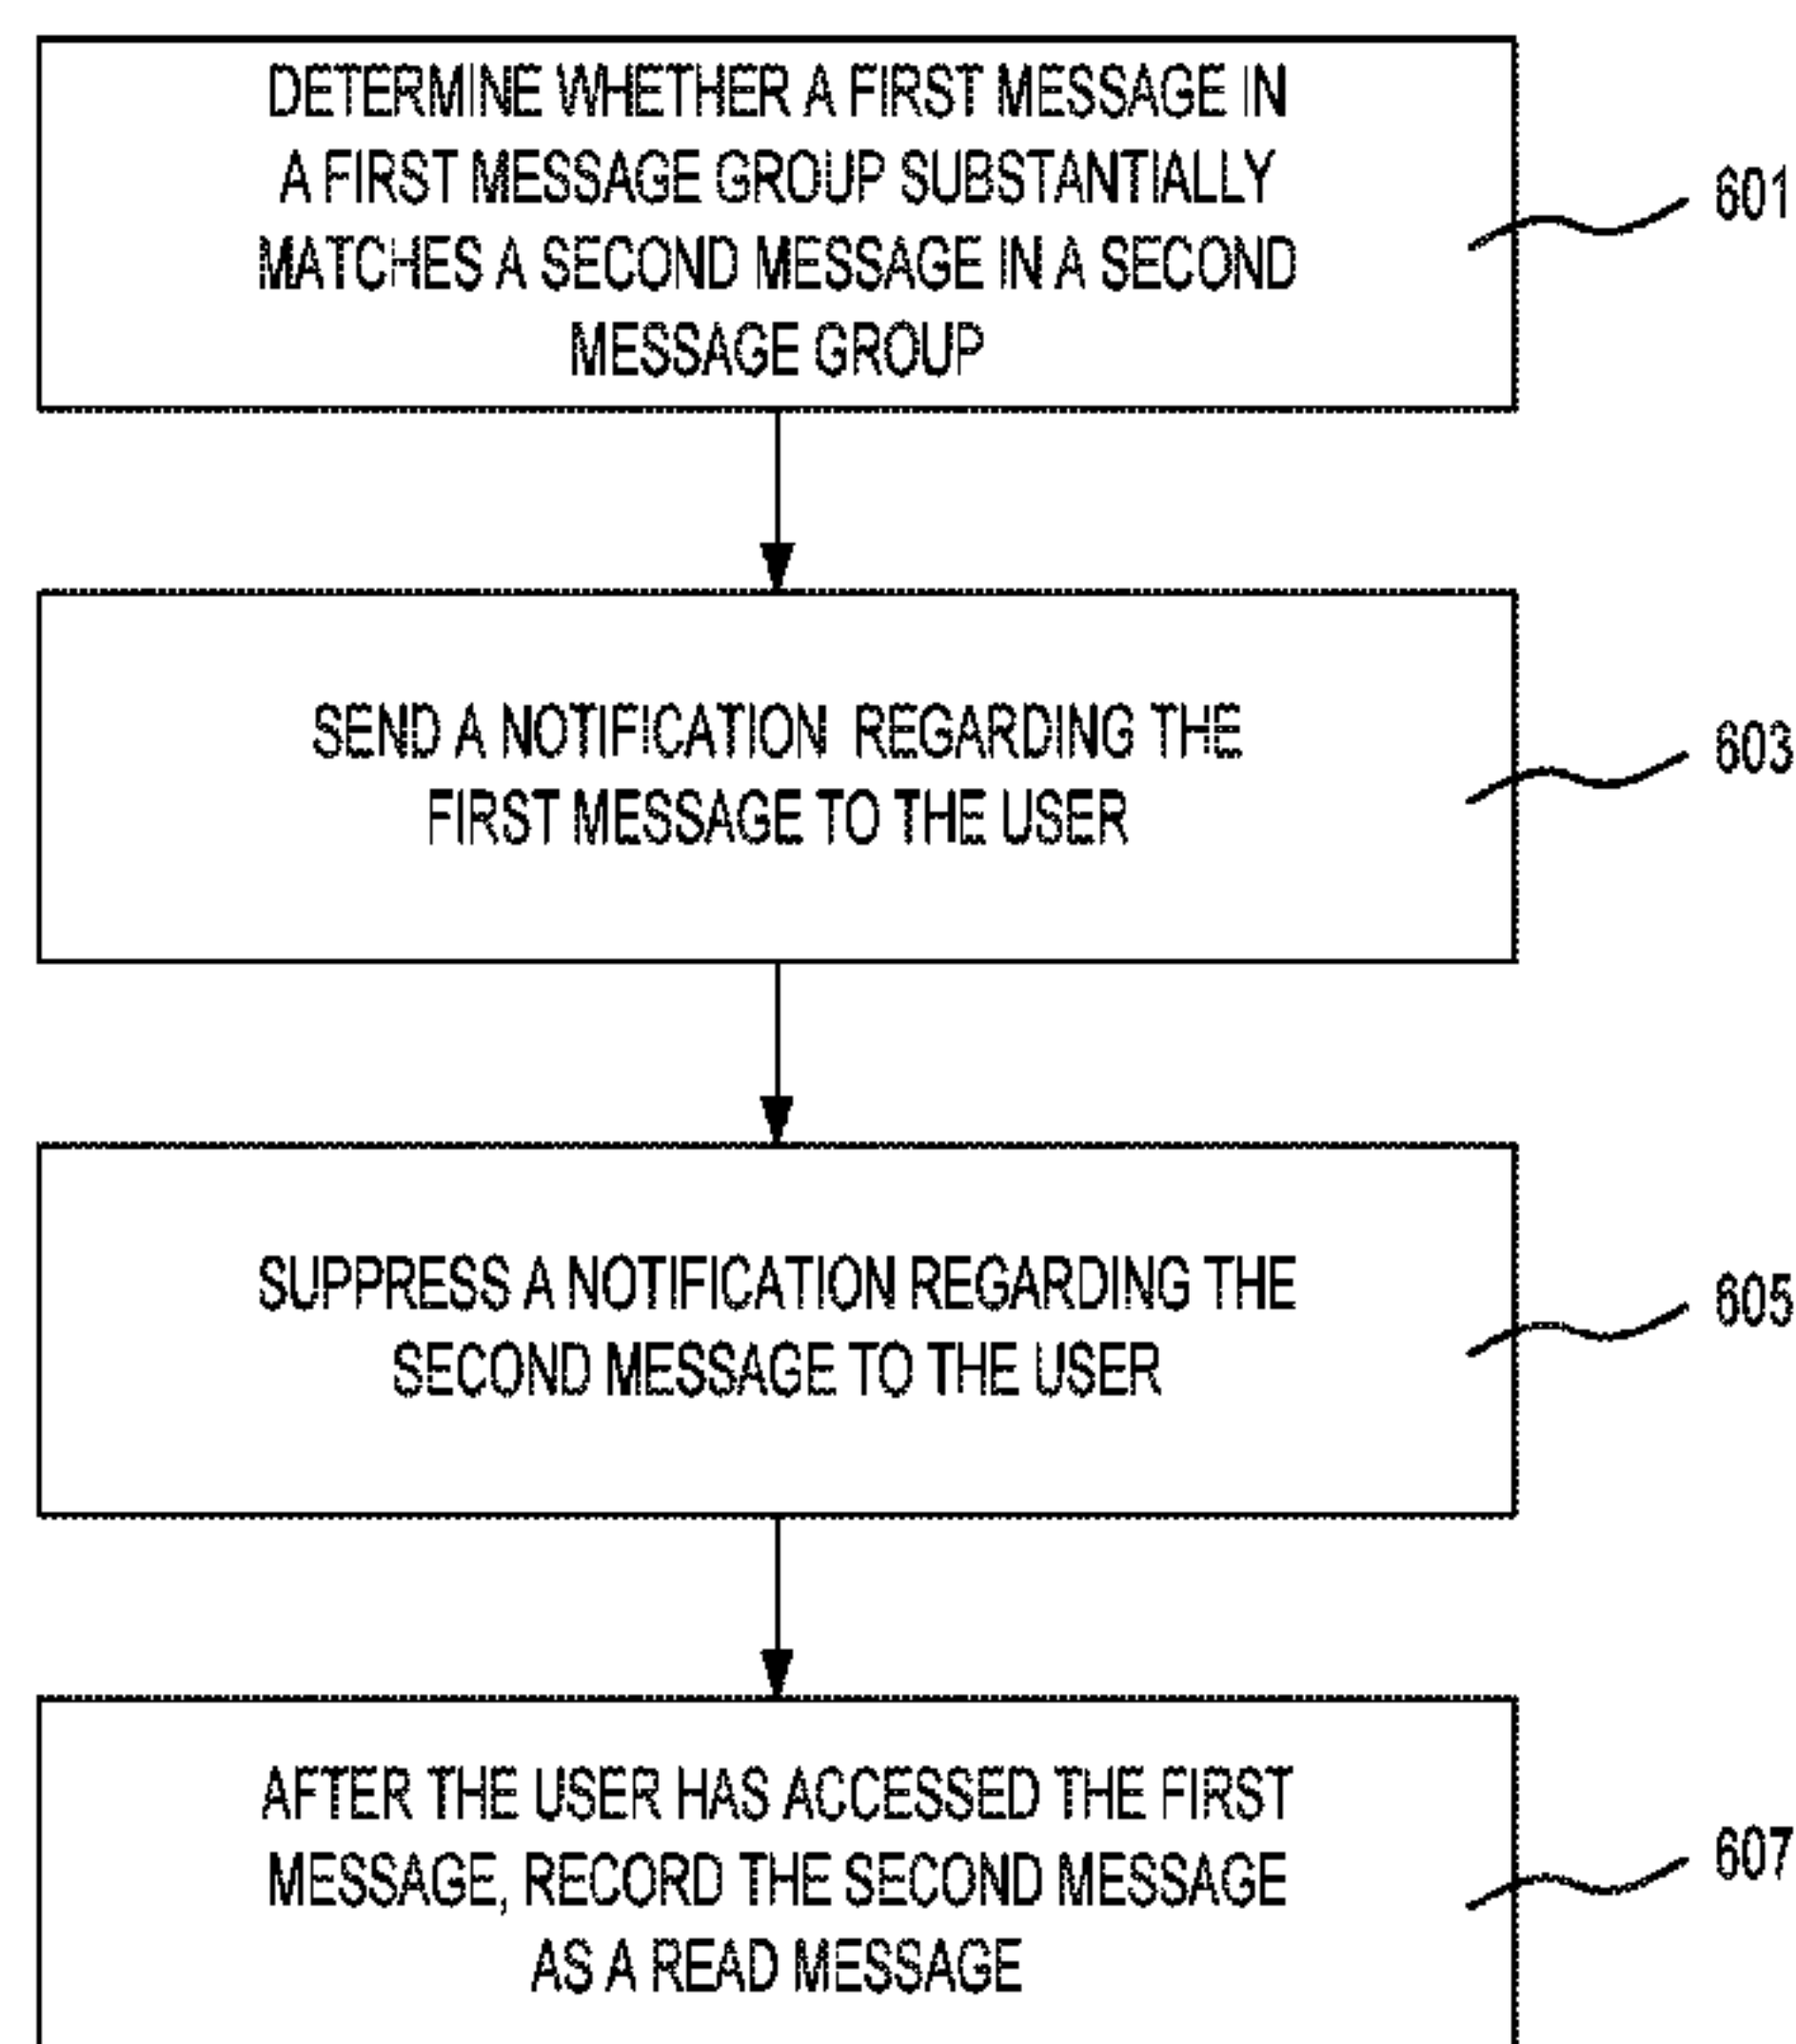 DETERMINE WHETHER A FIRST MESSAGE IN
A FIRST MESSAGE GROUP SUBSTANTIALLY
MATCHES A SECOND MESSAGE IN A SECOND
MESSAGE GROUP
601
SEND A NOTIFICATION REGARDING THE
FIRST MESSAGE TO THE USER
603
SUPPRESS A NOTIFICATION REGARDING THE
SECOND MESSAGE TO THE USER
605
AFTER THE USER HAS ACCESSED THE FIRST
MESSAGE, RECORD THE SECOND MESSAGE
AS A READ MESSAGE
607